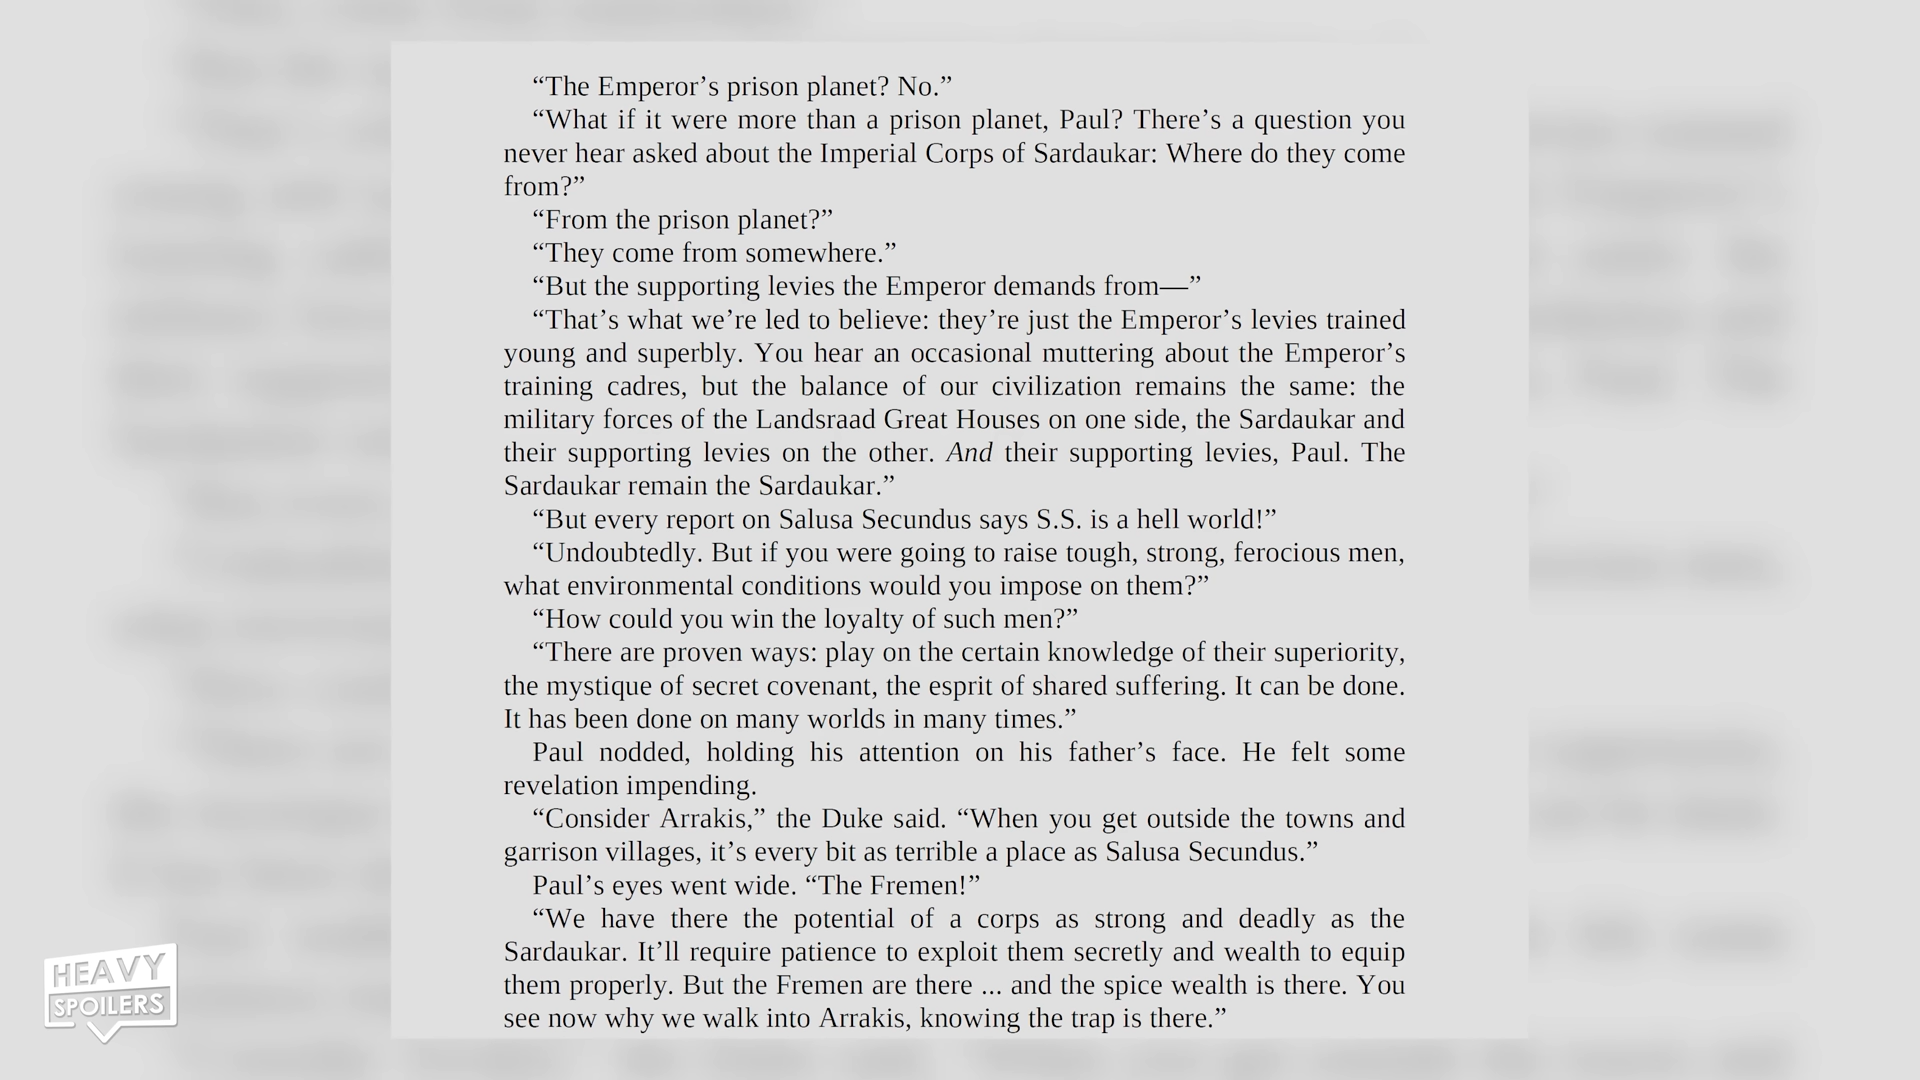 “The Emperor’s prison planet? No.”
“What if it were more than a prison planet, Paul? There’s a question you
never hear asked about the Imperial Corps of Sardaukar: Where do they come
from?”
“From the prison planet?”
“They come from somewhere.”
“But the supporting levies the Emperor demands from—”
“That’s what we’re led to believe: they’re just the Emperor’s levies trained
young and superbly. You hear an occasional muttering about the Emperor’s
training cadres, but the balance of our civilization remains the same: the
military forces of the Landsraad Great Houses on one side, the Sardaukar and
their supporting levies on the other. And their supporting levies, Paul. The
Sardaukar remain the Sardaukar.”
“But every report on Salusa Secundus says S.S. is a hell world!”
“Undoubtedly. But if you were going to raise tough, strong, ferocious men,
what environmental conditions would you impose on them?”
“How could you win the loyalty of such men?”
“There are proven ways: play on the certain knowledge of their superiority,
the mystique of secret covenant, the esprit of shared suffering. It can be done.
It has been done on many worlds in many times.”
Paul nodded, holding his attention on his father’s face. He felt some
revelation impending.
“Consider Arrakis,” the Duke said. “When you get outside the towns and
garrison villages, it’s every bit as terrible a place as Salusa Secundus.”
Paul’s eyes went wide. “The Fremen!”
“We have there the potential of a corps as strong and deadly as the
Sardaukar. It’ll require patience to exploit them secretly and wealth to equip
them properly. But the Fremen are there ... and the spice wealth is there. You
see now why we walk into Arrakis, knowing the trap is there.”
HEAVY
SPOILERS